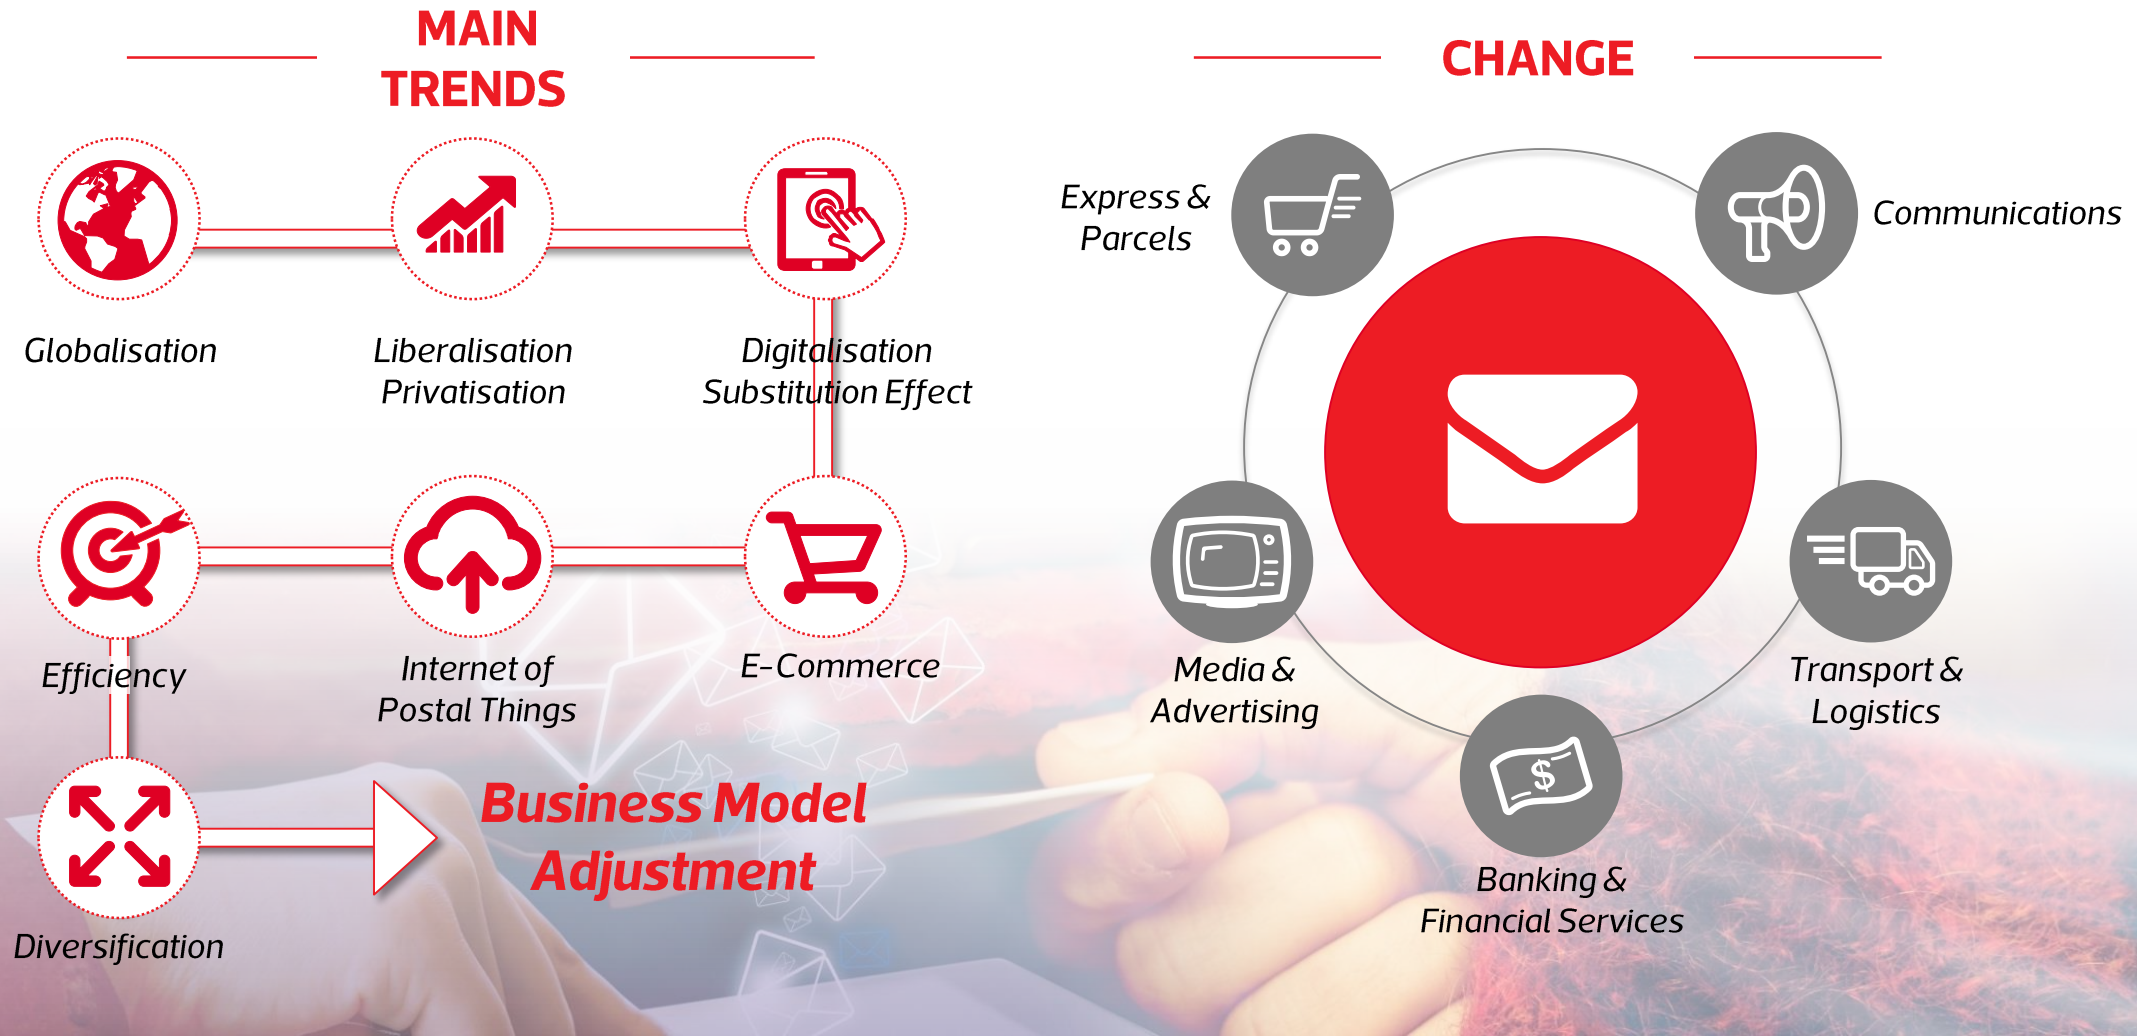 MAIN
TRENDS
Globalisation
Liberalisation
Privatisation
Digitalisation
Substitution Effect
Efficiency
Internet of
Postal Things
E-Commerce
Business Model
Adjustment
Diversification
CHANGE
Express &
Parcels
Communications
Media &
Advertising
Transport &
Logistics
$
Banking &
Financial Services